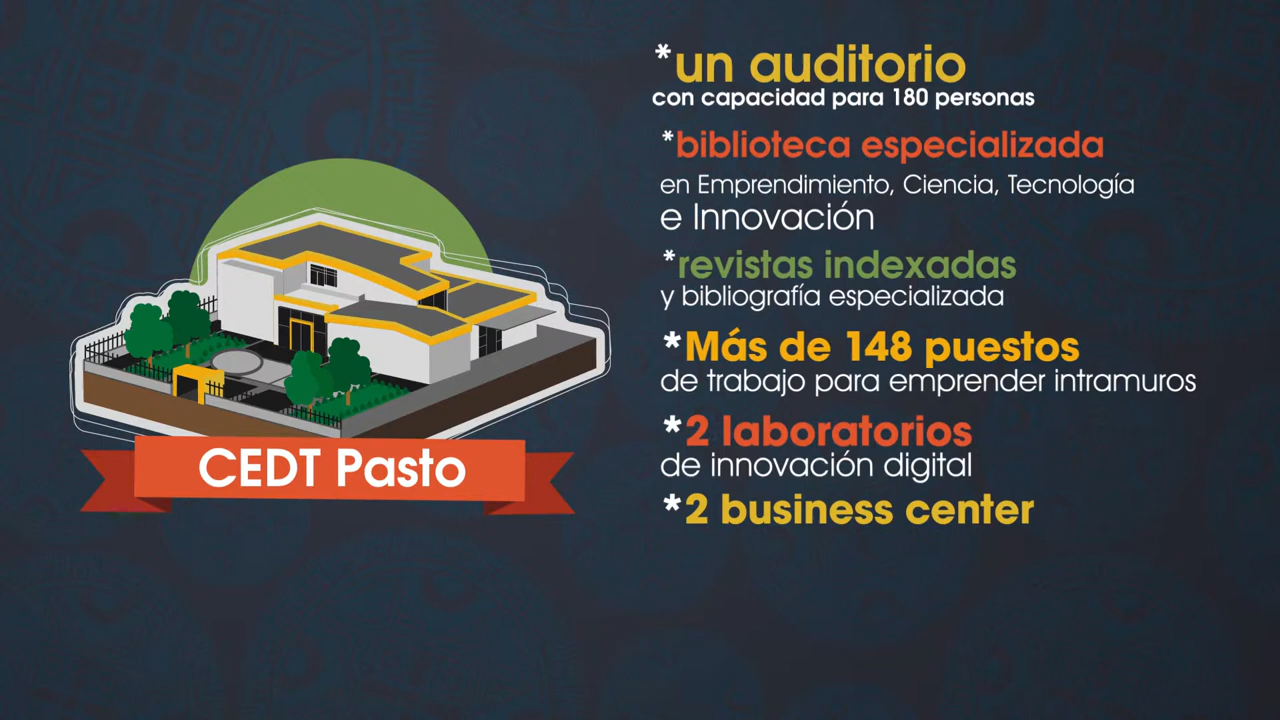 *un auditorio
con capacidad para 180 personas
*biblioteca especializada
en Emprendimiento, Ciencia, Tecnología
e Innovación
*revistas indexadas
y bibliografía especializada
*Más de 148 puestos
de trabajo para emprender intramuros
*2 laboratorios
de innovación digital
*2 business center
CEDT Pasto